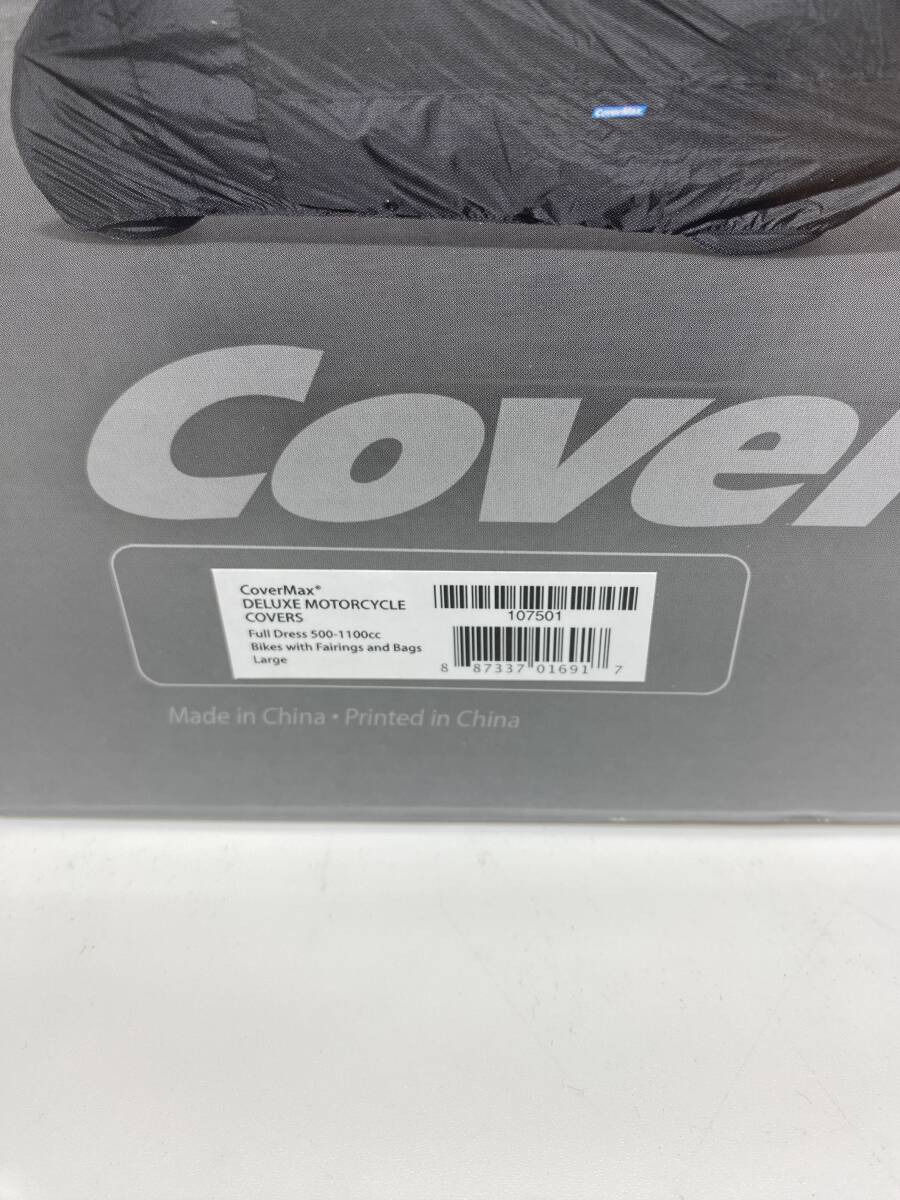 CoverMax
Cover
CoverMax®
DELUXE MOTORCYCLE
COVERS
Full Dress 500-1100cc
Bikes with Fairings and Bags
Large
107501
8 87337 01691 7
Made in China • Printed in China